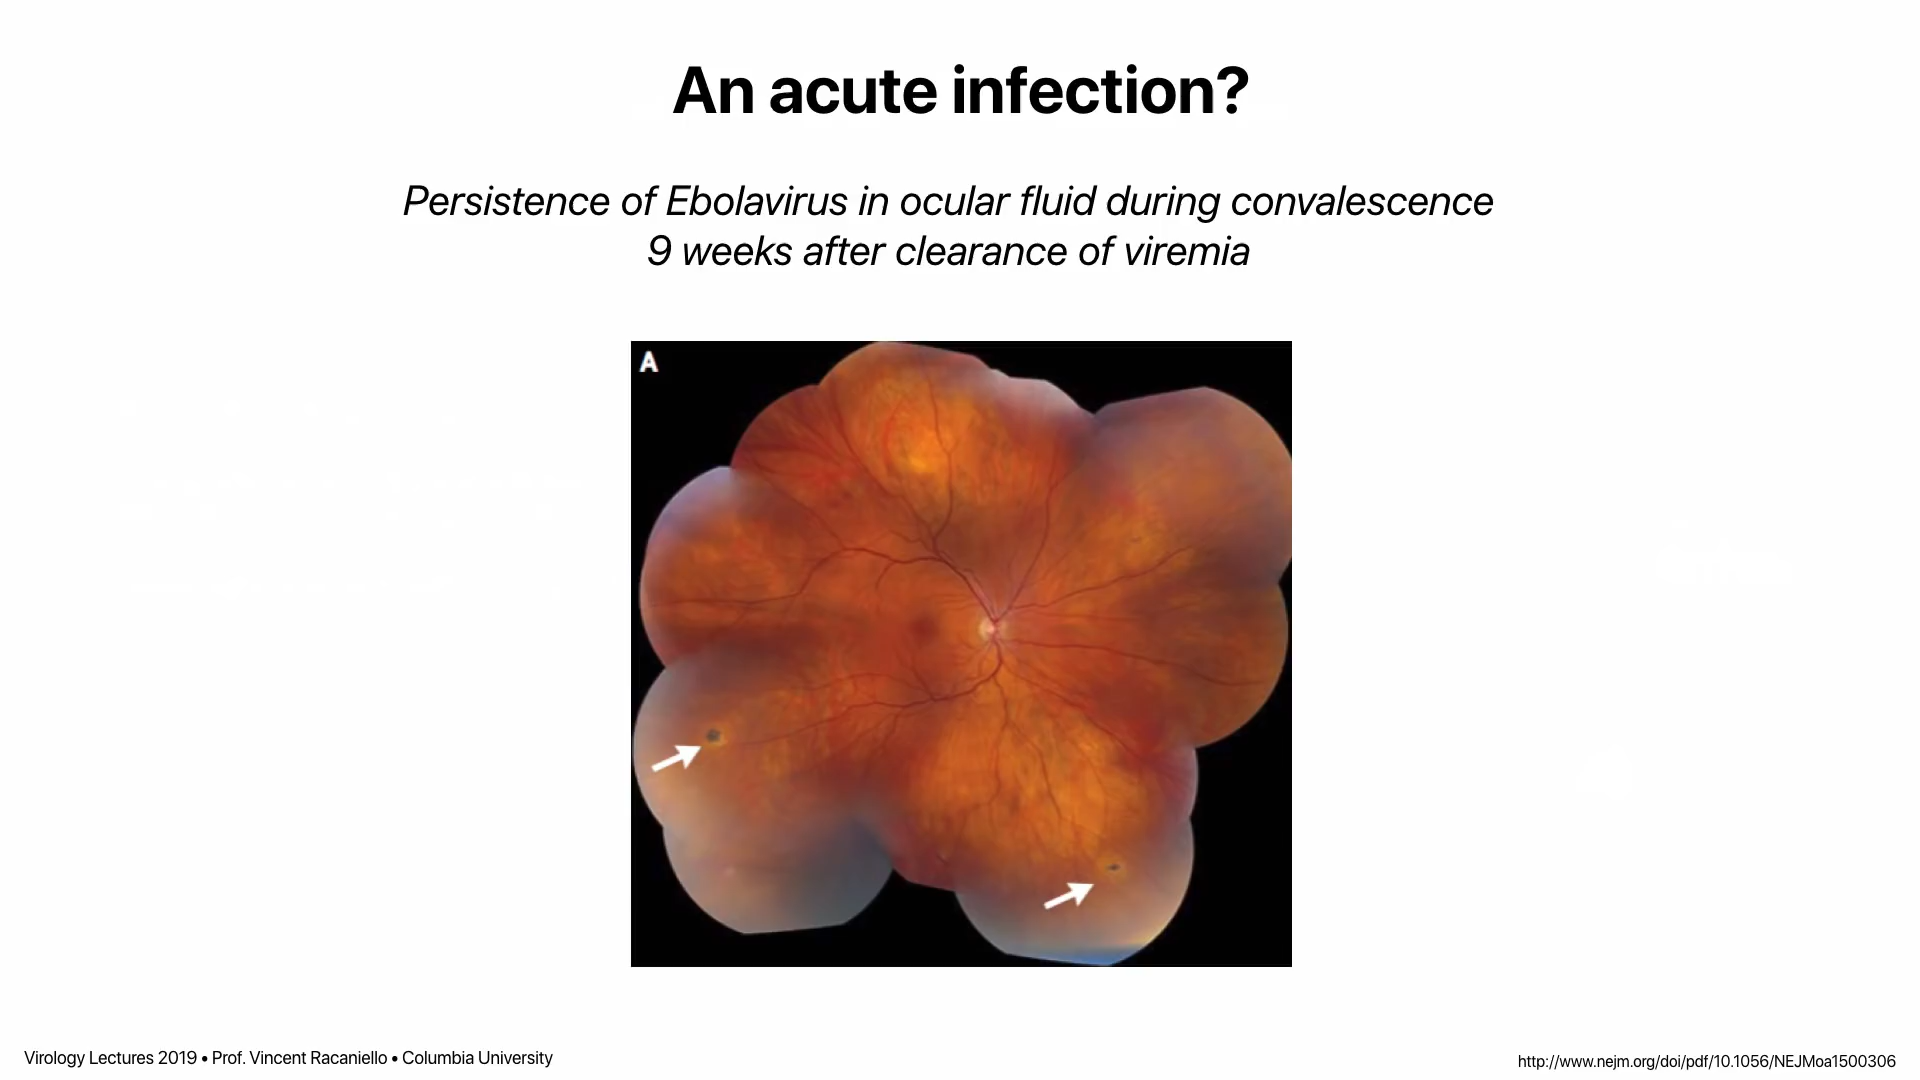 An acute infection?
Persistence of Ebolavirus in ocular fluid during convalescence
9 weeks after clearance of viremia
A
Virology Lectures 2019 • Prof. Vincent Racaniello • Columbia University
http://www.nejm.org/doi/pdf/10.1056/NEJMoa1500306